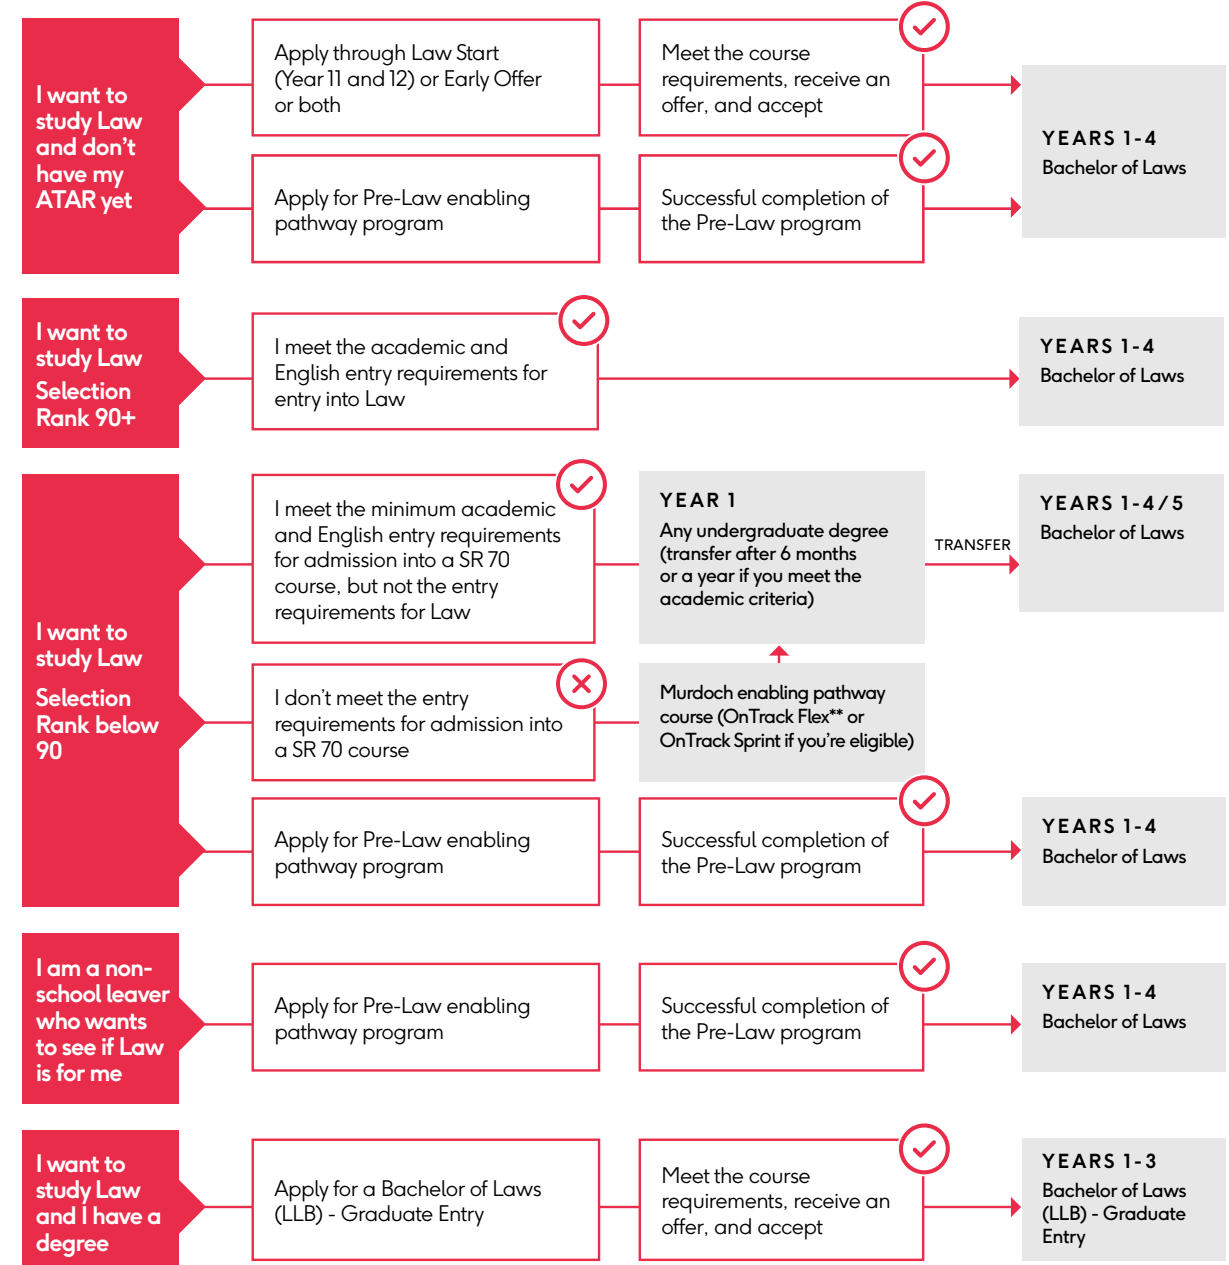 I want to
study Law
and don't
have my
ATAR yet
Apply through Law Start
(Year 11 and 12) or Early Offer
or both
Meet the course
requirements, receive an
offer, and accept
Apply for Pre-Law enabling
pathway program
Successful completion of
the Pre-Law program
YEARS 1-4
Bachelor of Laws
I want to
study Law
Selection
Rank 90+
I meet the academic and
English entry requirements for
entry into Law
YEARS 1-4
Bachelor of Laws
I want to
study Law
Selection
Rank below
90
I meet the minimum academic
and English entry requirements
for admission into a SR 70
course, but not the entry
requirements for Law
YEAR 1
Any undergraduate degree
(transfer after 6 months
or a year if you meet the
academic criteria)
TRANSFER
YEARS 1-4/5
Bachelor of Laws
I don't meet the entry
requirements for admission into
a SR 70 course
Murdoch enabling pathway
course (OnTrack Flex** or
OnTrack Sprint if you're eligible)
Apply for Pre-Law enabling
pathway program
Successful completion of
the Pre-Law program
YEARS 1-4
Bachelor of Laws
I am a non-
school leaver
who wants
to see if Law
is for me
Apply for Pre-Law enabling
pathway program
Successful completion of
the Pre-Law program
YEARS 1-4
Bachelor of Laws
I want to
study Law
and I have a
degree
Apply for a Bachelor of Laws
(LLB) - Graduate Entry
Meet the course
requirements, receive an
offer, and accept
YEARS 1-3
Bachelor of Laws
(LLB) - Graduate
Entry